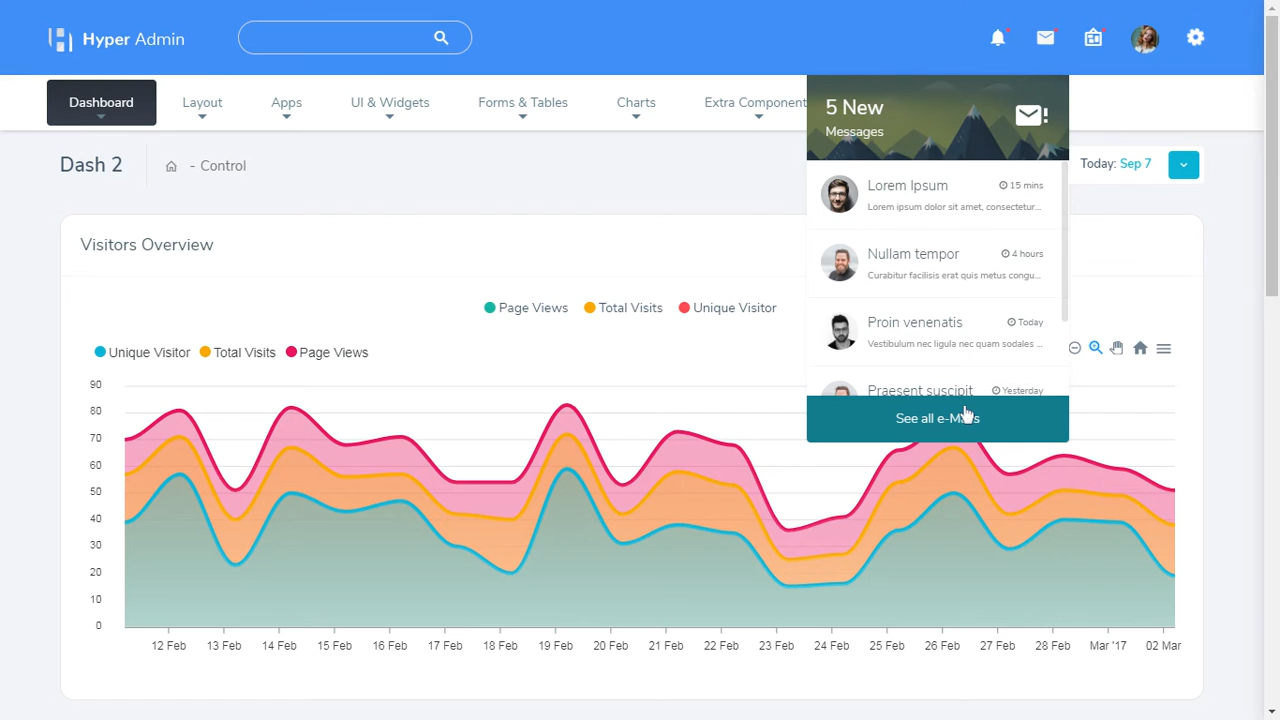 Hyper Admin
Dashboard
Layout
Apps
UI & Widgets
Forms & Tables
Charts
Extra Component
5 New
Messages
Dash 2
- Control
Today: Sep 7
Lorem Ipsum
15 mins
Lorem ipsum dolor sit amet, consectetur...
Nullam tempor
4 hours
Curabitur facilisis erat quis metus congu...
Proin venenatis
Today
Vestibulum nec ligula nec quam sodales ...
Praesent suscipit
Yesterday
See all e-Mails
Visitors Overview
Page Views
Total Visits
Unique Visitor
Unique Visitor
Total Visits
Page Views
90
80
70
60
50
40
30
20
10
0
12 Feb
13 Feb
14 Feb
15 Feb
16 Feb
17 Feb
18 Feb
19 Feb
20 Feb
21 Feb
22 Feb
23 Feb
24 Feb
25 Feb
26 Feb
27 Feb
28 Feb
Mar '17
02 Mar